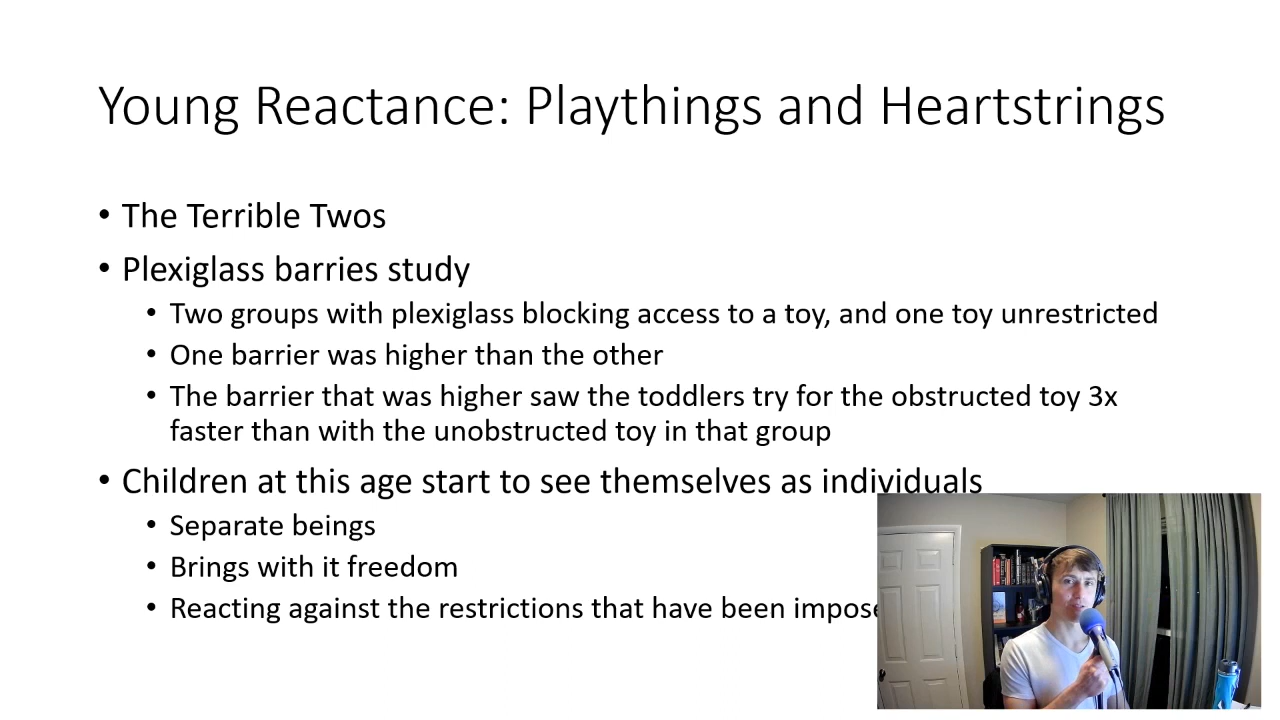 Young Reactance: Playthings and Heartstrings
• The Terrible Twos
• Plexiglass barries study
• Two groups with plexiglass blocking access to a toy, and one toy unrestricted
• One barrier was higher than the other
• The barrier that was higher saw the toddlers try for the obstructed toy 3x
faster than with the unobstructed toy in that group
• Children at this age start to see themselves as individuals
• Separate beings
• Brings with it freedom
• Reacting against the restrictions that have been